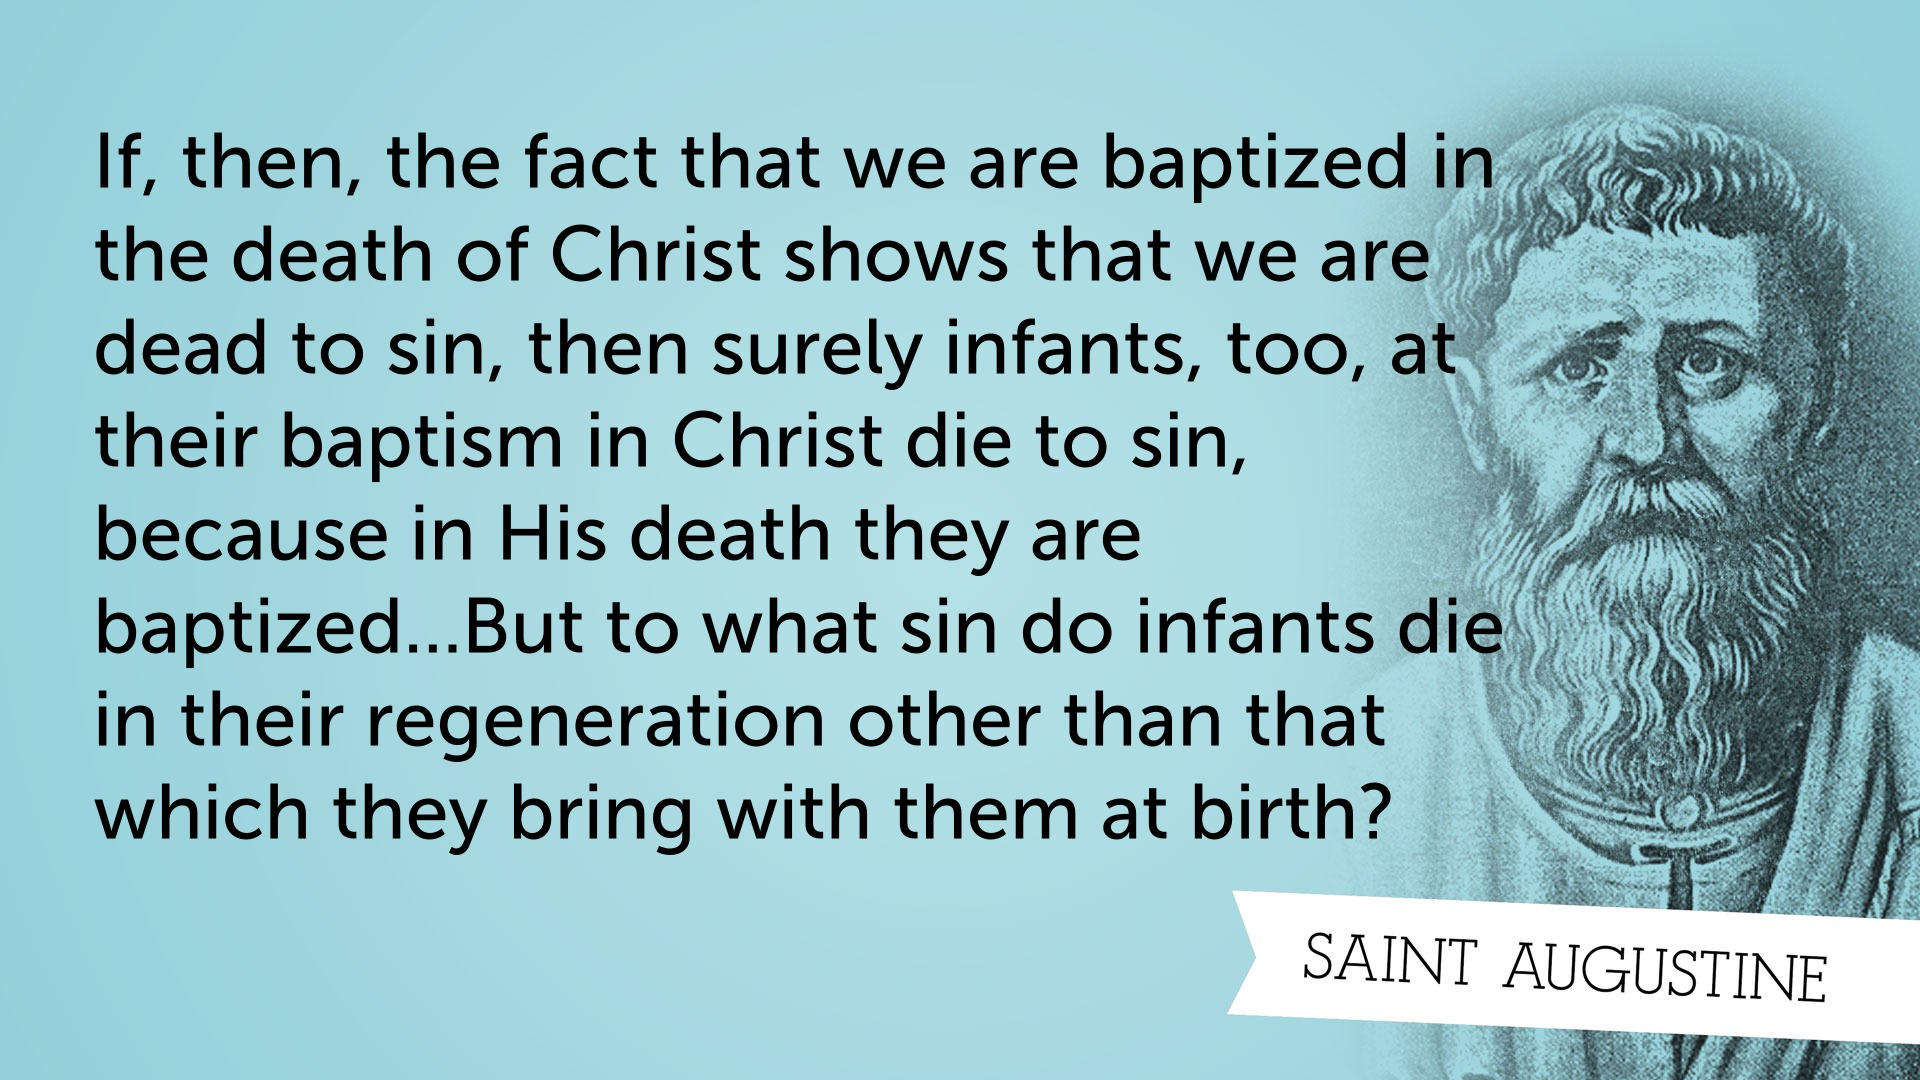 If, then, the fact that we are baptized in
the death of Christ shows that we are
dead to sin, then surely infants, too, at
their baptism in Christ die to sin,
because in His death they are
baptized...But to what sin do infants die
in their regeneration other than that
which they bring with them at birth?
SAINT AUGUSTINE